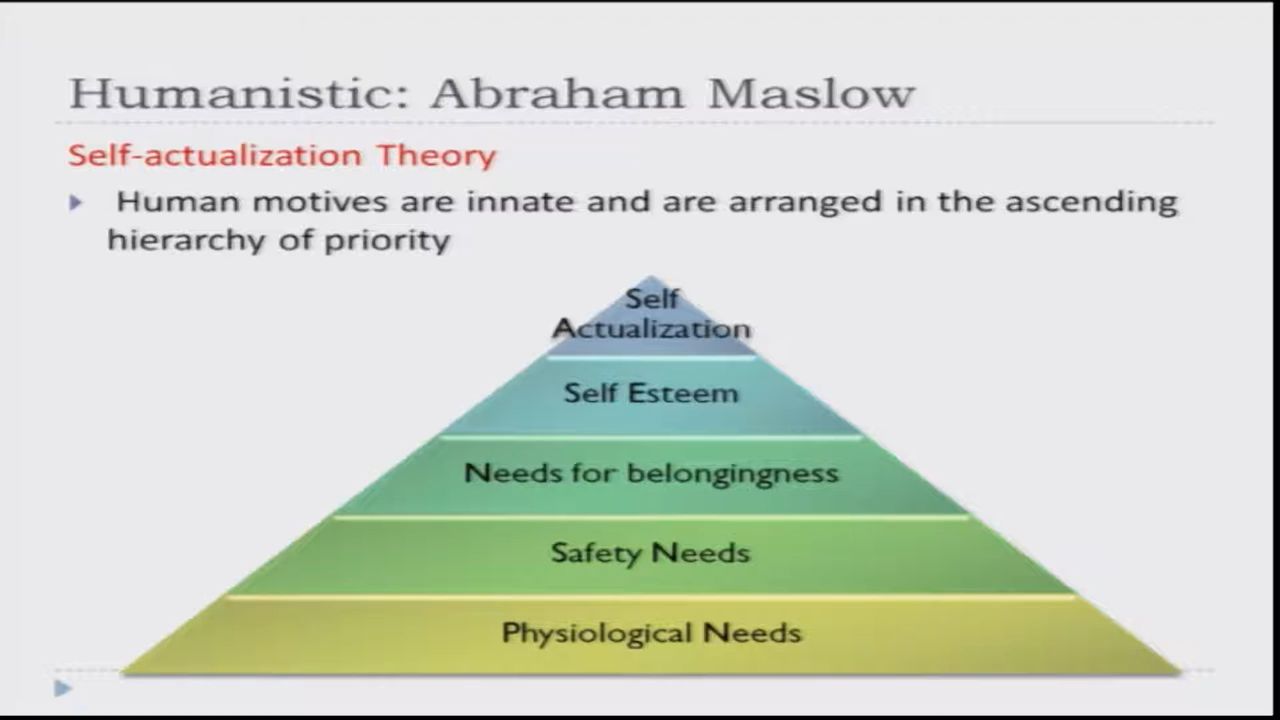 Humanistic: Abraham Maslow
Self-actualization Theory
Human motives are innate and are arranged in the ascending
hierarchy of priority
Self
Actualization
Self Esteem
Needs for belongingness
Safety Needs
Physiological Needs